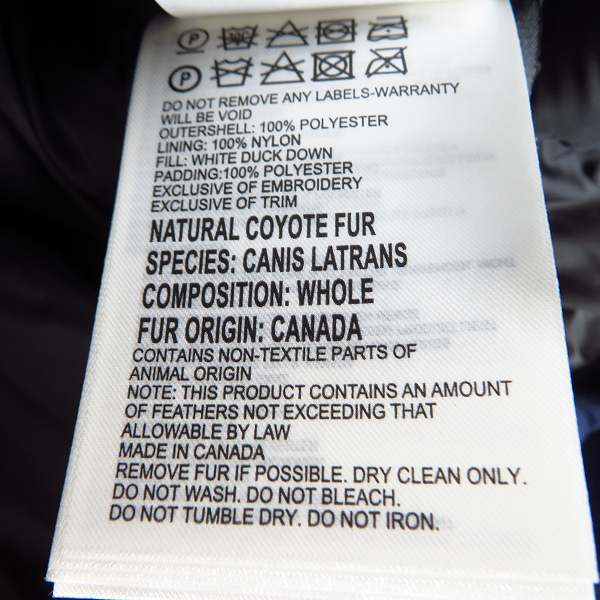 P
P
DO NOT REMOVE ANY LABELS-WARRANTY
WILL BE VOID
OUTERSHELL: 100% POLYESTER
LINING: 100% NYLON
FILL: WHITE DUCK DOWN
PADDING:100% POLYESTER
EXCLUSIVE OF EMBROIDERY
EXCLUSIVE OF TRIM
NATURAL COYOTE FUR
SPECIES: CANIS LATRANS
COMPOSITION: WHOLE
FUR ORIGIN: CANADA
CONTAINS NON-TEXTILE PARTS OF
ANIMAL ORIGIN
NOTE: THIS PRODUCT CONTAINS AN AMOUNT
OF FEATHERS NOT EXCEEDING THAT
ALLOWABLE BY LAW
MADE IN CANADA
REMOVE FUR IF POSSIBLE. DRY CLEAN ONLY.
DO NOT WASH. DO NOT BLEACH.
DO NOT TUMBLE DRY. DO NOT IRON.